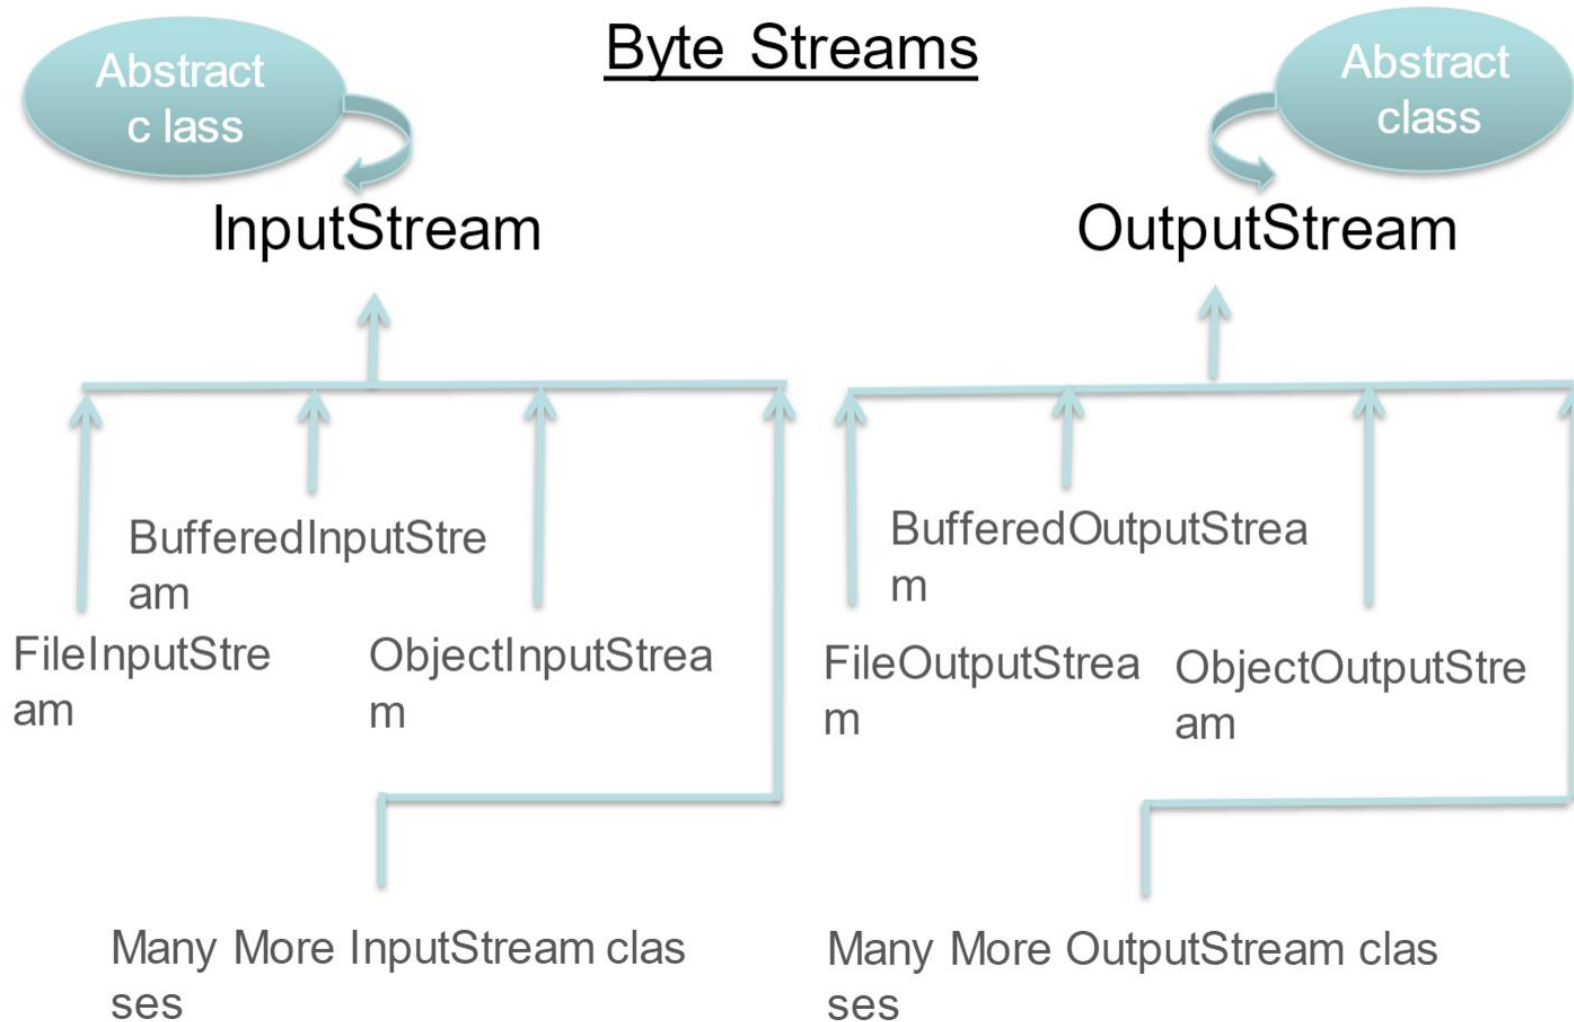 Byte Streams
Abstract
c lass
Abstract
class
InputStream
OutputStream
BufferedInputStre
am
FileInputStre
am
ObjectInputStrea
m
BufferedOutputStrea
m
FileOutputStrea
m
ObjectOutputStre
am
Many More InputStream clas
ses
Many More OutputStream clas
ses